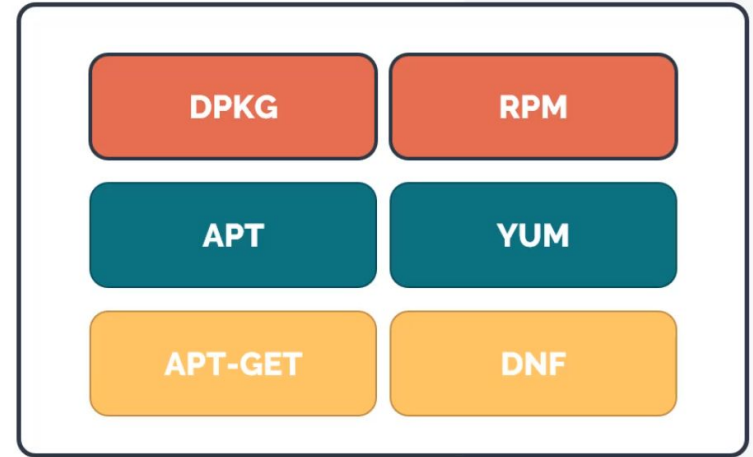 DPKG
RPM
APT
YUM
APT-GET
DNF